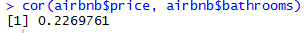 > cor(airbnb$price, airbnb$bathrooms)
[1] 0.2269761